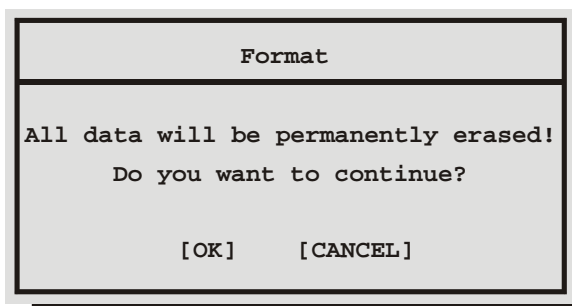 Format
All data will be permanently erased!
Do you want to continue?
[OK] [CANCEL]